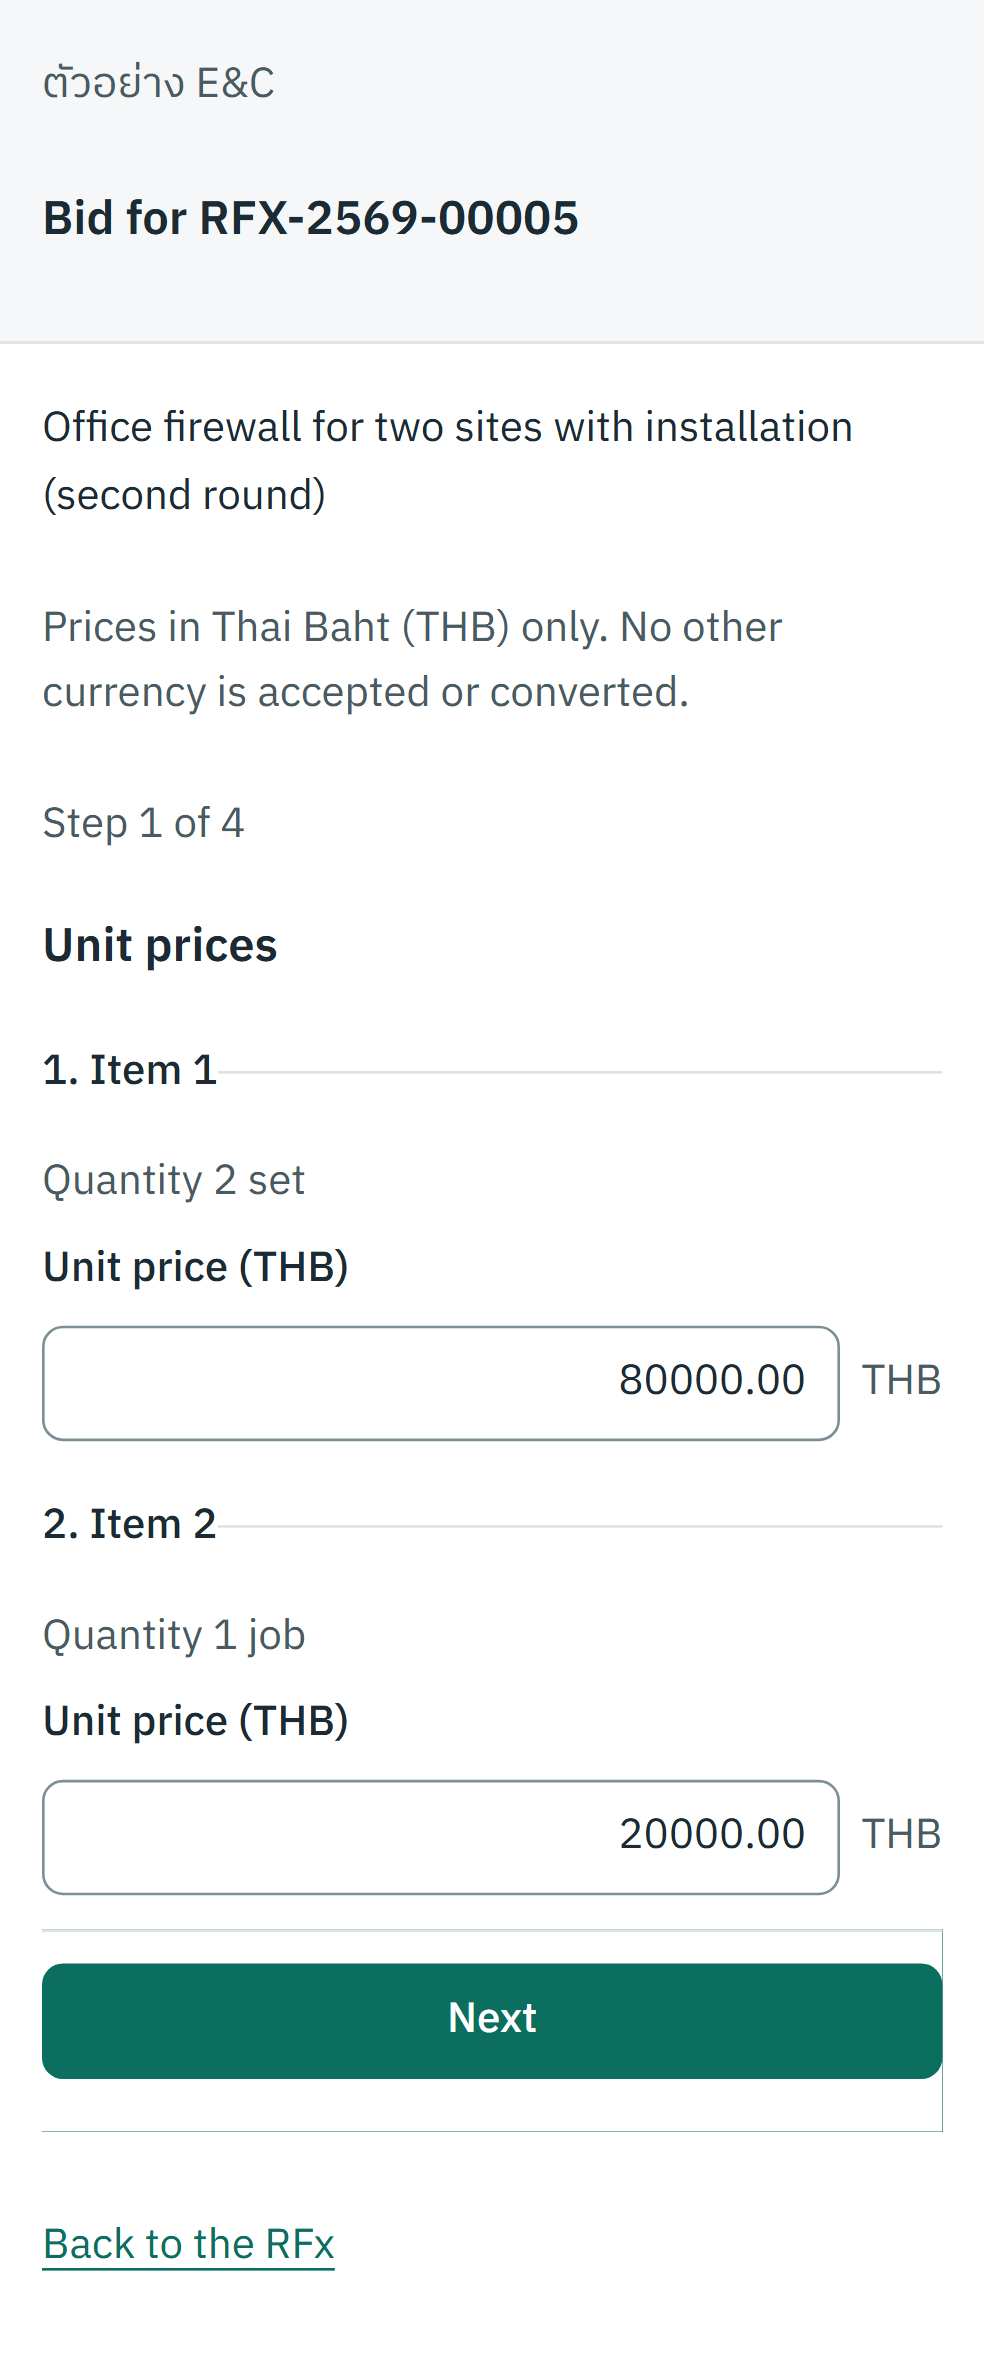 ตัวอย่าง E&C
Bid for RFX-2569-00005
Office firewall for two sites with installation
(second round)
Prices in Thai Baht (THB) only. No other
currency is accepted or converted.
Step 1 of 4
Unit prices
1. Item 1
Quantity 2 set
Unit price (THB)
80000.00 THB
2. Item 2
Quantity 1 job
Unit price (THB)
20000.00 THB
Next
Back to the RFx